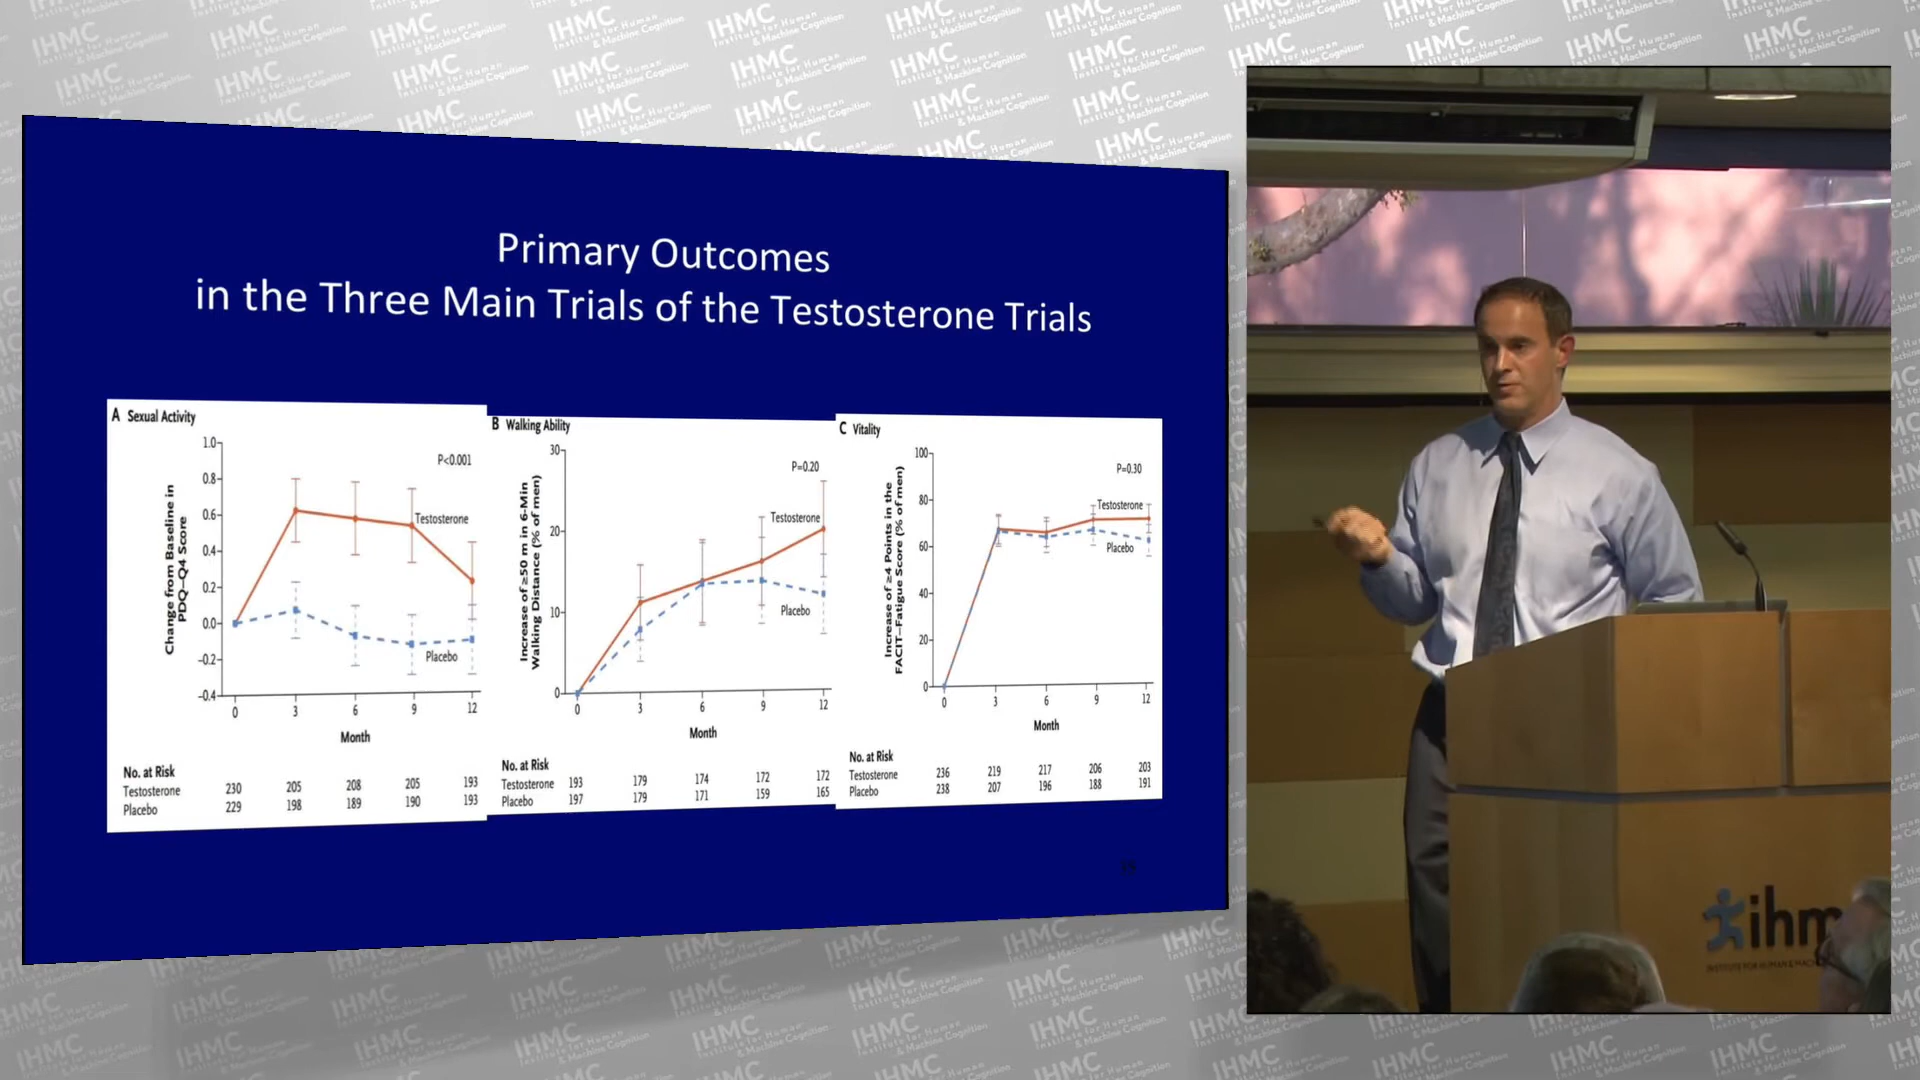 Primary Outcomes
in the Three Main Trials of the Testosterone Trials
A Sexual Activity
P<0.001
Change from Baseline in
PDQ–Q4 Score
1.0
0.8
0.6
0.4
0.2
0.0
–0.2
–0.4
Testosterone
Placebo
0 3 6 9 12
Month
No. at Risk
Testosterone 230 205 208 205 193
Placebo 229 198 189 190 193
B Walking Ability
P=0.20
Increase of ≥50 m in 6-Min
Walking Distance (% of men)
30
20
10
0
Testosterone
Placebo
0 3 6 9 12
Month
No. at Risk
Testosterone 193 179 174 172 172
Placebo 197 179 171 159 165
C Vitality
P=0.30
Increase of ≥4 Points in the
FACIT–Fatigue Score (% of men)
100
80
60
40
20
0
Testosterone
Placebo
0 3 6 9 12
Month
No. at Risk
Testosterone 236 219 217 206 203
Placebo 238 207 196 188 191
ihm
IHMC
Institute for Human
& Machine Cognition